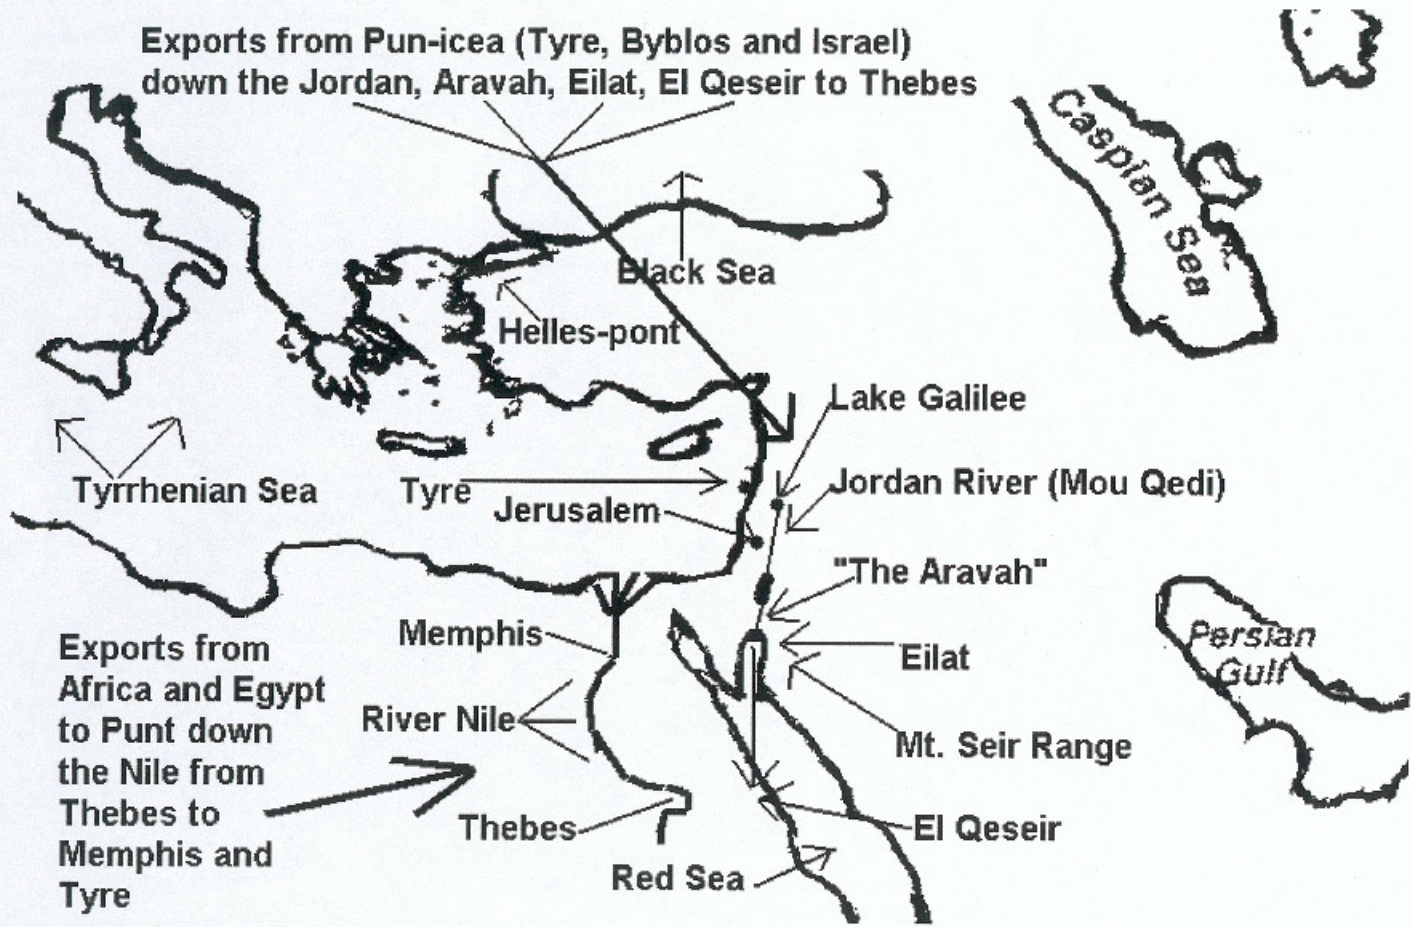 Exports from Pun-icea (Tyre, Byblos and Israel)
down the Jordan, Aravah, Eilat, El Qeseir to Thebes
Caspian Sea
Black Sea
Helles-pont
Lake Galilee
Tyrrhenian Sea
Tyre
Jordan River (Mou Qedi)
Jerusalem
"The Aravah"
Memphis
Persian
Gulf
Eilat
Exports from
Africa and Egypt
to Punt down
the Nile from
Thebes to
Memphis and
Tyre
River Nile
Mt. Seir Range
Thebes
El Qeseir
Red Sea